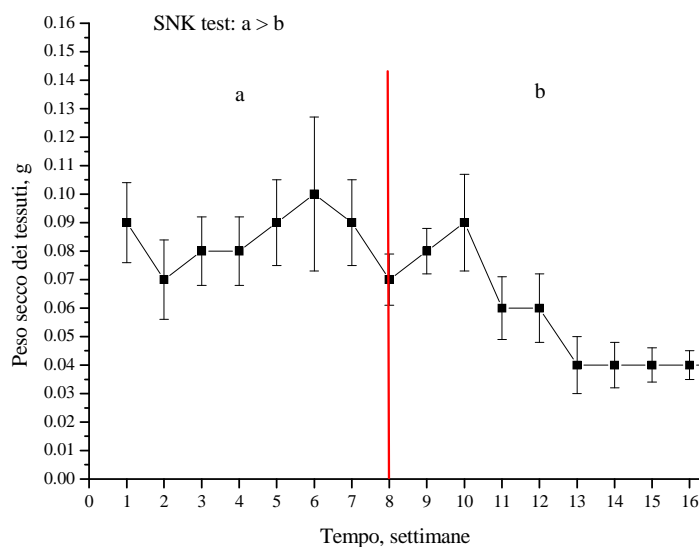 SNK test: a > b
a
b
0.16
0.15
0.14
0.13
0.12
0.11
0.10
0.09
0.08
0.07
0.06
0.05
0.04
0.03
0.02
0.01
0.00
Peso secco dei tessuti, g
0 1 2 3 4 5 6 7 8 9 10 11 12 13 14 15 16
Tempo, settimane